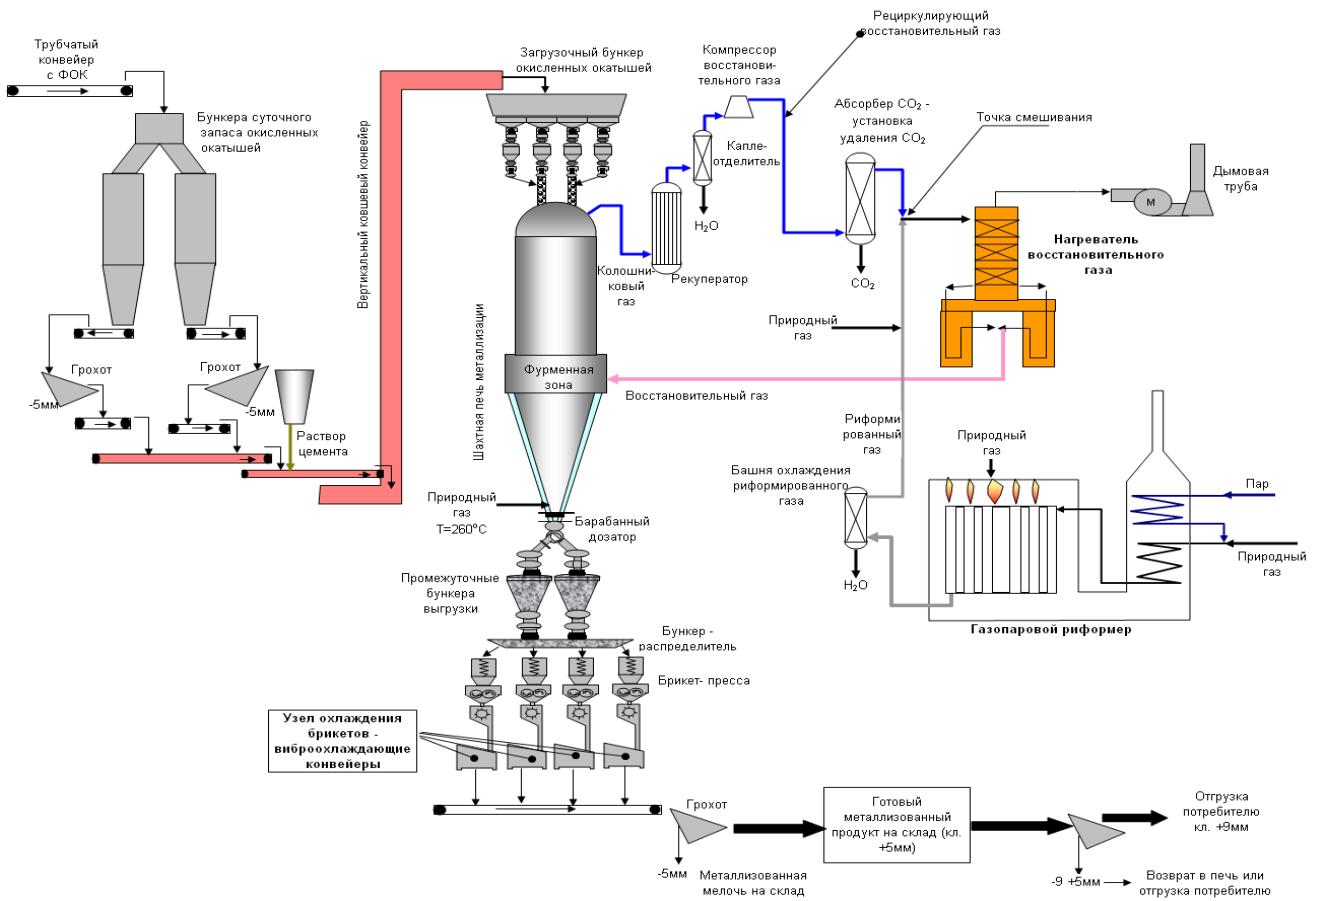 Трубчатый
конвейер
с ФОК
Бункера суточного
запаса окисленных
окатышей
Грохот
-5мм
Грохот
-5мм
Раствор
цемента
Вертикальный ковшевый конвейер
Загрузочный бункер
окисленных окатышей
Шахтная печь металлизации
Фурменная
зона
Колошни-
ковый
газ
Рекуператор
H₂O
Компрессор
восстанови-
тельного газа
Капле-
отделитель
Рециркулирующий
восстановительный газ
Абсорбер CO₂ -
установка
удаления CO₂
CO₂
Точка смешивания
Дымовая
труба
М
Нагреватель
восстановительного
газа
Природный
газ
Восстановительный газ
Риформи
рованный
газ
Башня охлаждения
риформированного
газа
H₂O
Природный
газ
Пар
Природный
газ
Газопаровой риформер
Природный
газ
T=260°C
Барабанный
дозатор
Промежуточные
бункера
выгрузки
Бункер -
распределитель
Брикет- пресса
Узел охлаждения
брикетов -
виброохлаждающие
конвейеры
Грохот
-5мм
Металлизованная
мелочь на склад
Готовый
металлизованный
продукт на склад (кл.
+5мм)
Отгрузка
потребителю
кл. +9мм
-9 +5мм
Возврат в печь или
отгрузка потребителю